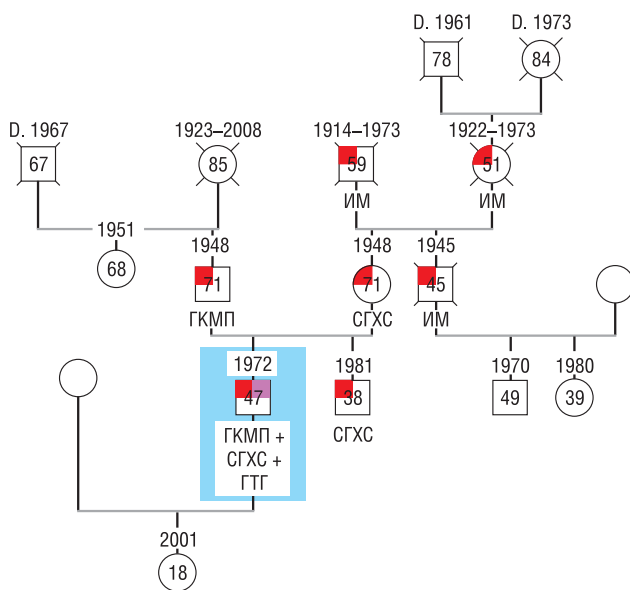 D. 1961
D. 1973
78
84
D. 1967
1923–2008
1914–1973
1922–1973
67
85
59
51
ИМ
ИМ
1951
68
1948
1948
1945
71
71
45
ГКМП
СГХС
ИМ
1972
1981
1970
1980
47
38
49
39
ГКМП +
СГХС +
ГТГ
СГХС
2001
18